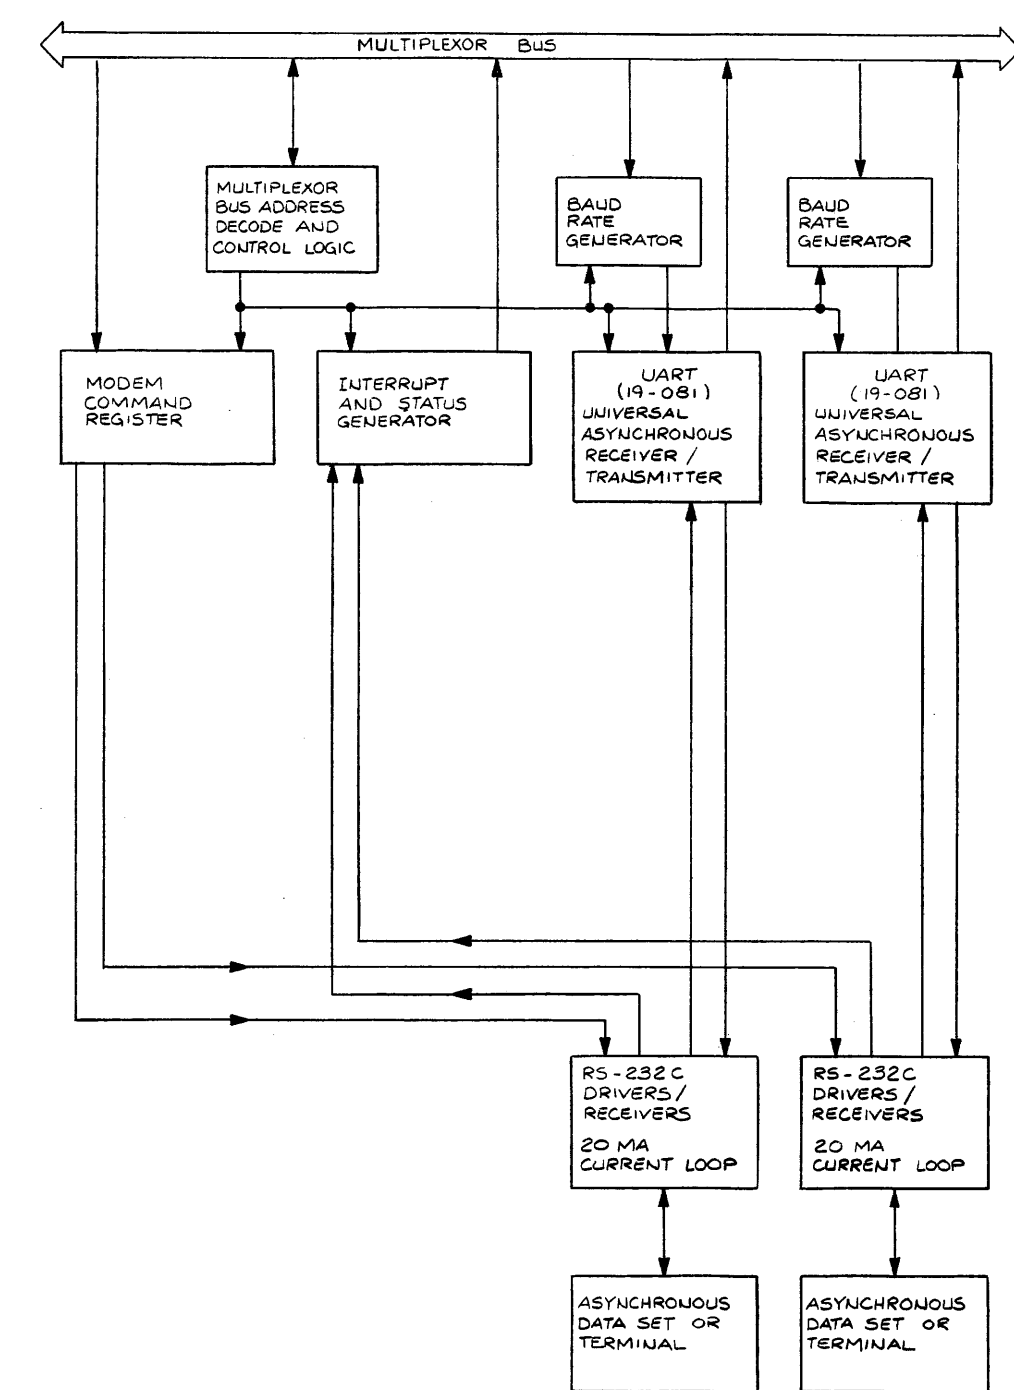 MULTIPLEXOR BUS
MULTIPLEXOR
BUS ADDRESS
DECODE AND
CONTROL LOGIC
BAUD
RATE
GENERATOR
BAUD
RATE
GENERATOR
MODEM
COMMAND
REGISTER
INTERRUPT
AND STATUS
GENERATOR
UART
(19-081)
UNIVERSAL
ASYNCHRONOUS
RECEIVER /
TRANSMITTER
UART
(19-081)
UNIVERSAL
ASYNCHRONOUS
RECEIVER /
TRANSMITTER
RS-232C
DRIVERS/
RECEIVERS
20 MA
CURRENT LOOP
RS-232C
DRIVERS/
RECEIVERS
20 MA
CURRENT LOOP
ASYNCHRONOUS
DATA SET OR
TERMINAL
ASYNCHRONOUS
DATA SET OR
TERMINAL